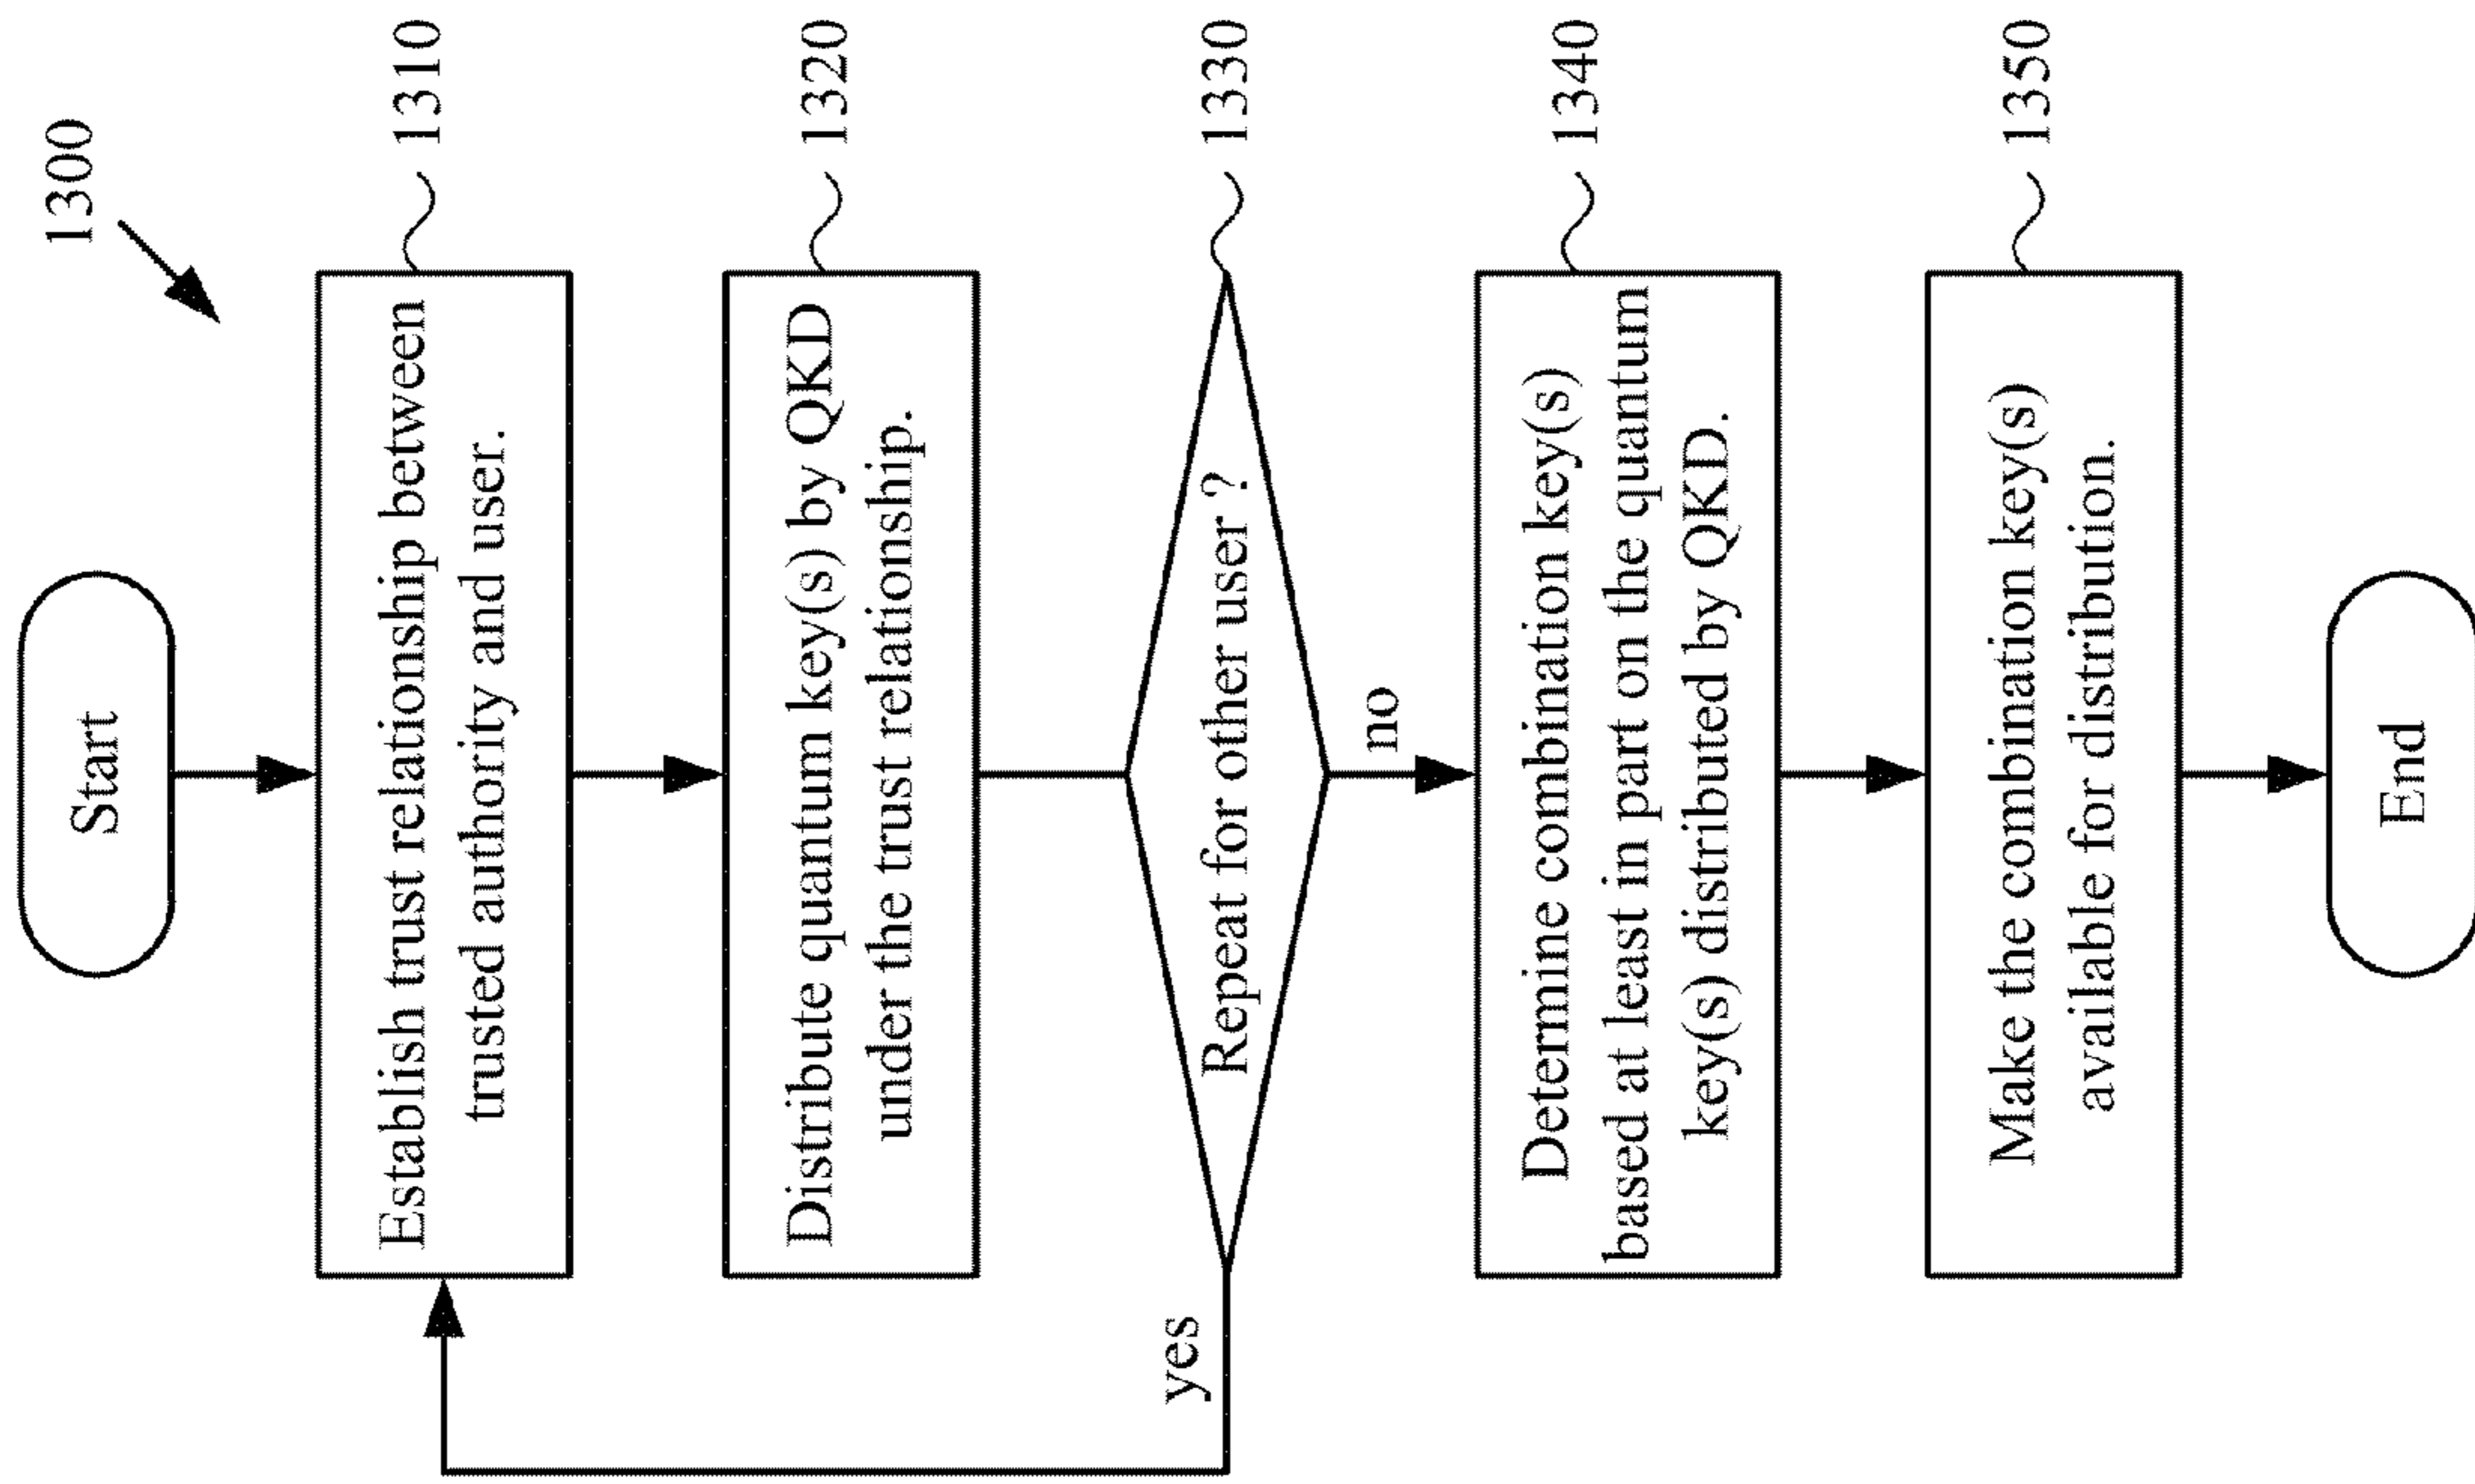 1300
Start
Establish trust relationship between
trusted authority and user.
1310
Distribute quantum key(s) by QKD
under the trust relationship.
1320
Repeat for other user ?
1330
yes
no
Determine combination key(s)
based at least in part on the quantum
key(s) distributed by QKD.
1340
Make the combination key(s)
available for distribution.
1350
End